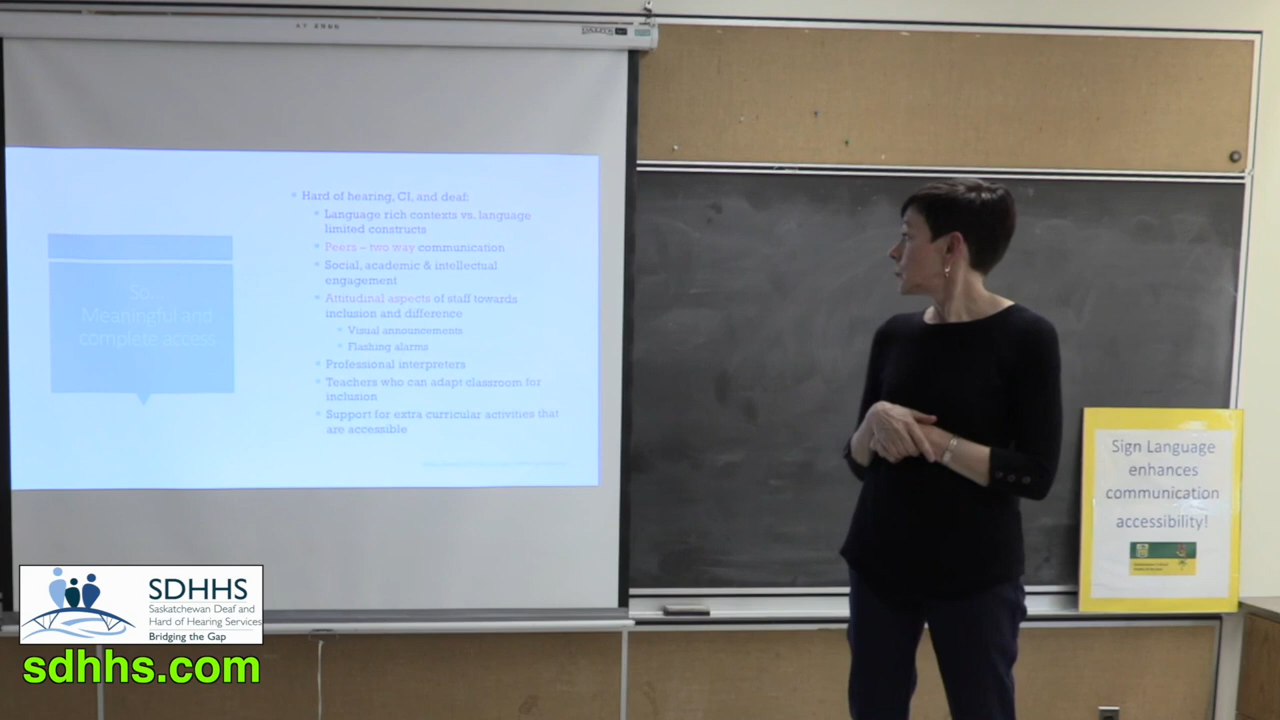 So...
Meaningful and
complete access
Hard of hearing, CI, and deaf:
Language rich contexts vs. language
limited constructs
Peers – two way communication
Social, academic & intellectual
engagement
Attitudinal aspects of staff towards
inclusion and difference
Visual announcements
Flashing alarms
Professional interpreters
Teachers who can adapt classroom for
inclusion
Support for extra curricular activities that
are accessible
Sign Language
enhances
communication
accessibility!
SDHHS
Saskatchewan Deaf and
Hard of Hearing Services
Bridging the Gap
sdhhs.com